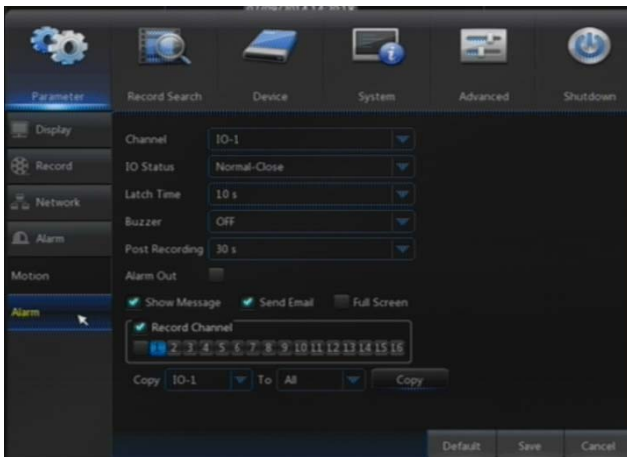 Parameter Record Search Device System Advanced Shutdown
Display
Record
Network
Alarm
Motion
Alarm
Channel IO-1
IO Status Normal-Close
Latch Time 10 s
Buzzer OFF
Post Recording 30 s
Alarm Out
Show Message Send Email Full Screen
Record Channel
1 2 3 4 5 6 7 8 9 10 11 12 13 14 15 16
Copy IO-1 To All Copy
Default Save Cancel